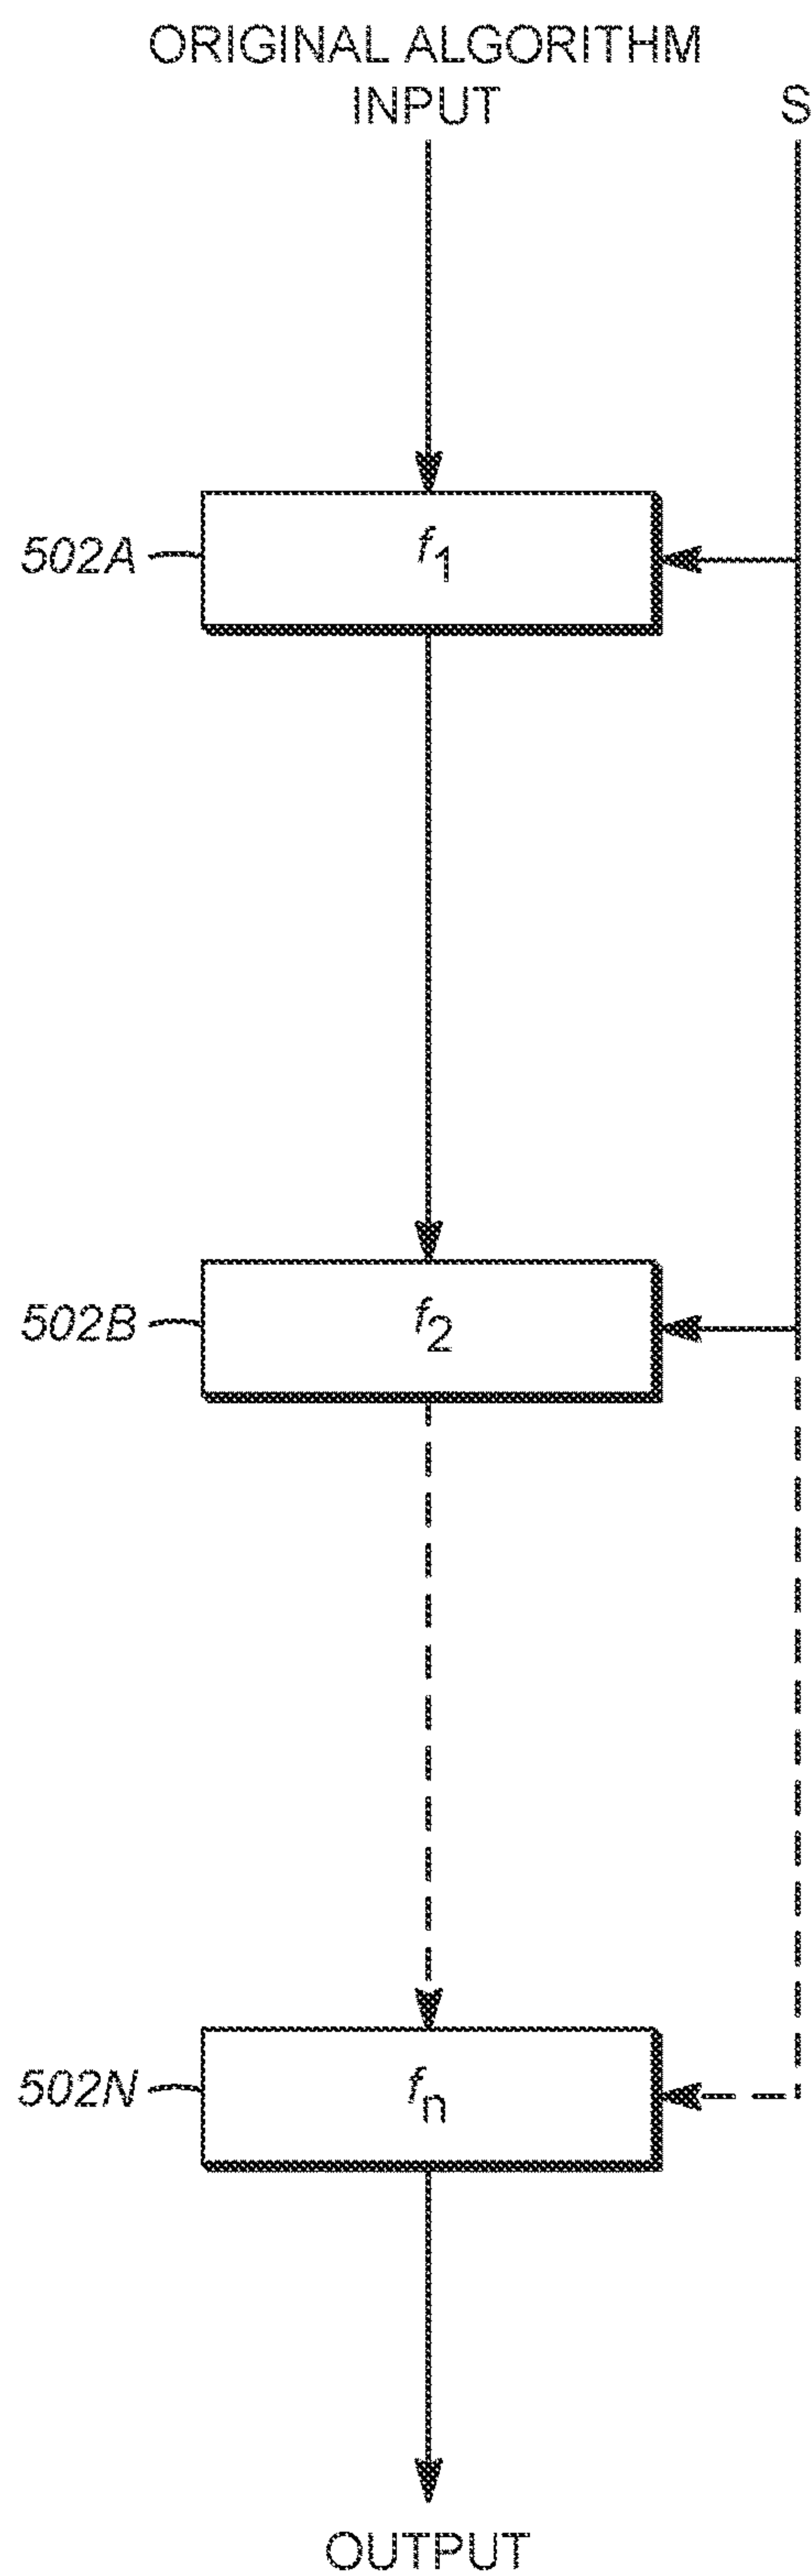 ORIGINAL ALGORITHM
INPUT S
502A f1
502B f2
502N fn
OUTPUT